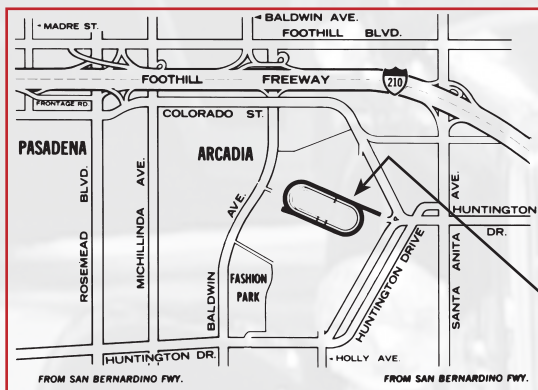 BALDWIN AVE.
MADRE ST.
FOOTHILL BLVD.
FOOTHILL FREEWAY
210
FRONTAGE RD.
COLORADO ST.
PASADENA
ARCADIA
ROSEMEAD BLVD.
MICHILLINDA AVE.
BALDWIN AVE.
FASHION
PARK
HUNTINGTON DRIVE
SANTA ANITA AVE.
HUNTINGTON
DR.
HUNTINGTON DR.
HOLLY AVE.
FROM SAN BERNARDINO FWY.
FROM SAN BERNARDINO FWY.